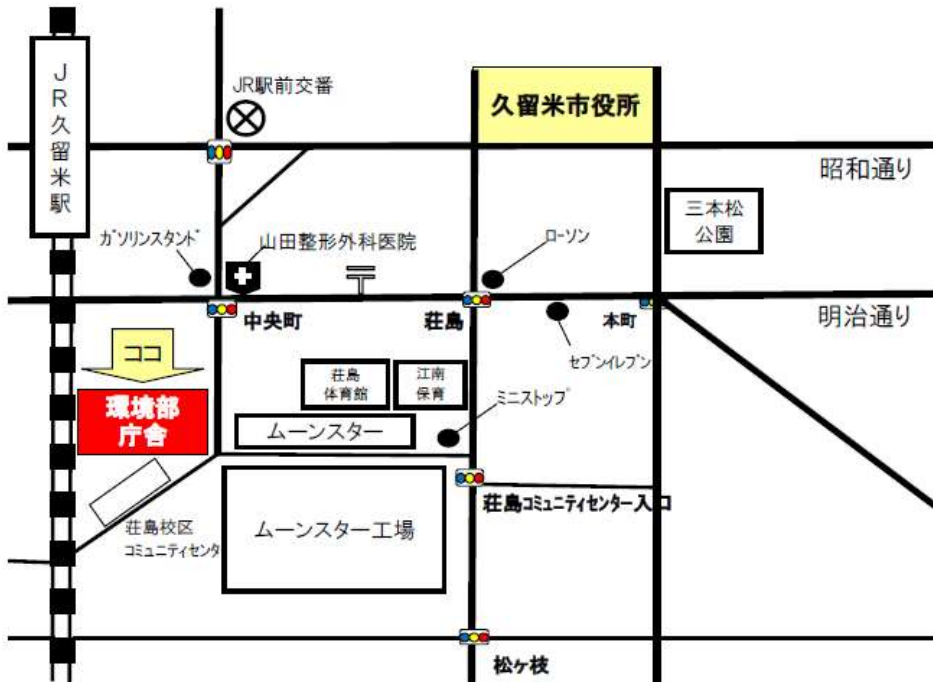 JR久留米駅
JR駅前交番
久留米市役所
昭和通り
三本松
公園
ガソリンスタンド
山田整形外科医院
ローソン
〒
中央町
荘島
本町
明治通り
ココ
セブンイレブン
荘島
体育館
江南
保育
ミニストップ
環境部
庁舎
ムーンスター
荘島コミュニティセンター入口
荘島校区
コミュニティセンタ
ムーンスター工場
松ヶ枝